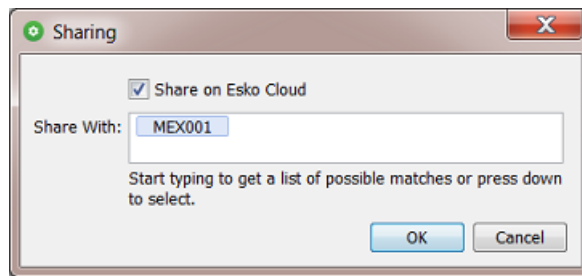 Sharing
Share on Esko Cloud
Share With: MEX001
Start typing to get a list of possible matches or press down
to select.
OK Cancel